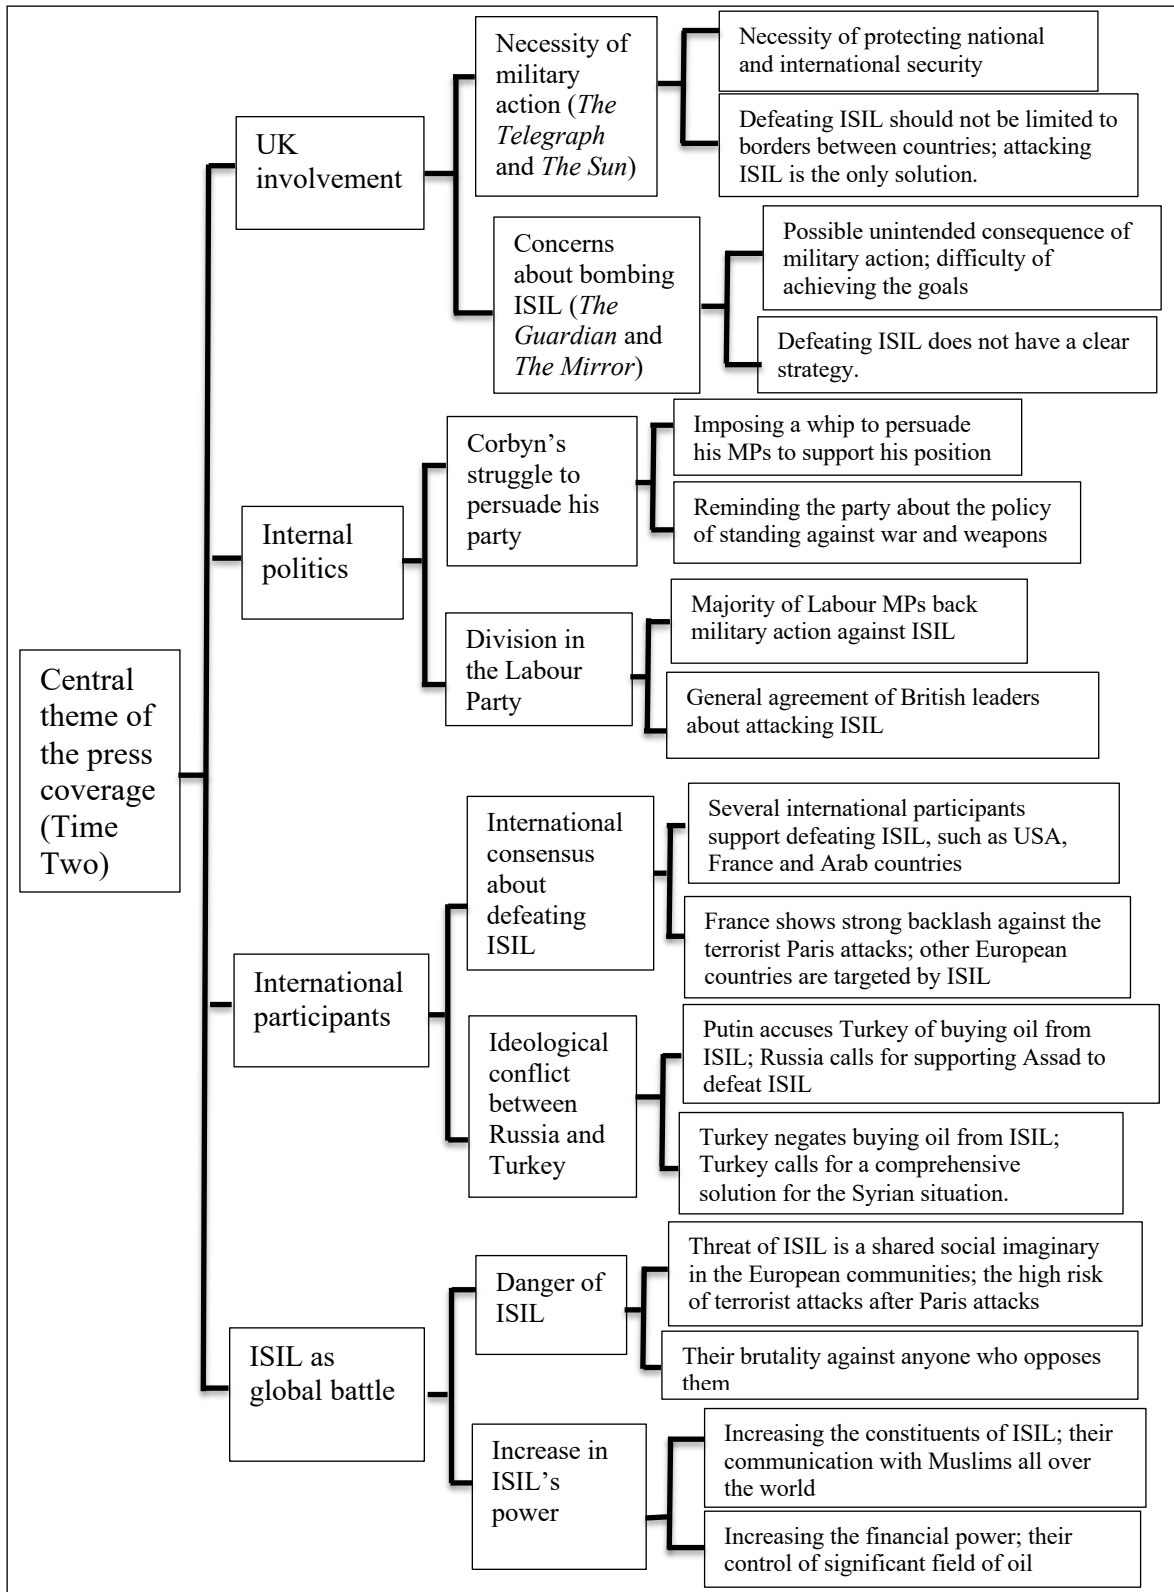 Central
theme of
the press
coverage
(Time
Two)
UK
involvement
Necessity of
military
action (The
Telegraph
and The Sun)
Necessity of protecting national
and international security
Defeating ISIL should not be limited to
borders between countries; attacking
ISIL is the only solution.
Concerns
about bombing
ISIL (The
Guardian and
The Mirror)
Possible unintended consequence of
military action; difficulty of
achieving the goals
Defeating ISIL does not have a clear
strategy.
Internal
politics
Corbyn’s
struggle to
persuade his
party
Imposing a whip to persuade
his MPs to support his position
Reminding the party about the policy
of standing against war and weapons
Division in
the Labour
Party
Majority of Labour MPs back
military action against ISIL
General agreement of British leaders
about attacking ISIL
International
participants
International
consensus
about
defeating
ISIL
Several international participants
support defeating ISIL, such as USA,
France and Arab countries
France shows strong backlash against the
terrorist Paris attacks; other European
countries are targeted by ISIL
Ideological
conflict
between
Russia and
Turkey
Putin accuses Turkey of buying oil from
ISIL; Russia calls for supporting Assad to
defeat ISIL
Turkey negates buying oil from ISIL;
Turkey calls for a comprehensive
solution for the Syrian situation.
ISIL as
global battle
Danger of
ISIL
Threat of ISIL is a shared social imaginary
in the European communities; the high risk
of terrorist attacks after Paris attacks
Their brutality against anyone who opposes
them
Increase in
ISIL’s
power
Increasing the constituents of ISIL; their
communication with Muslims all over
the world
Increasing the financial power; their
control of significant field of oil